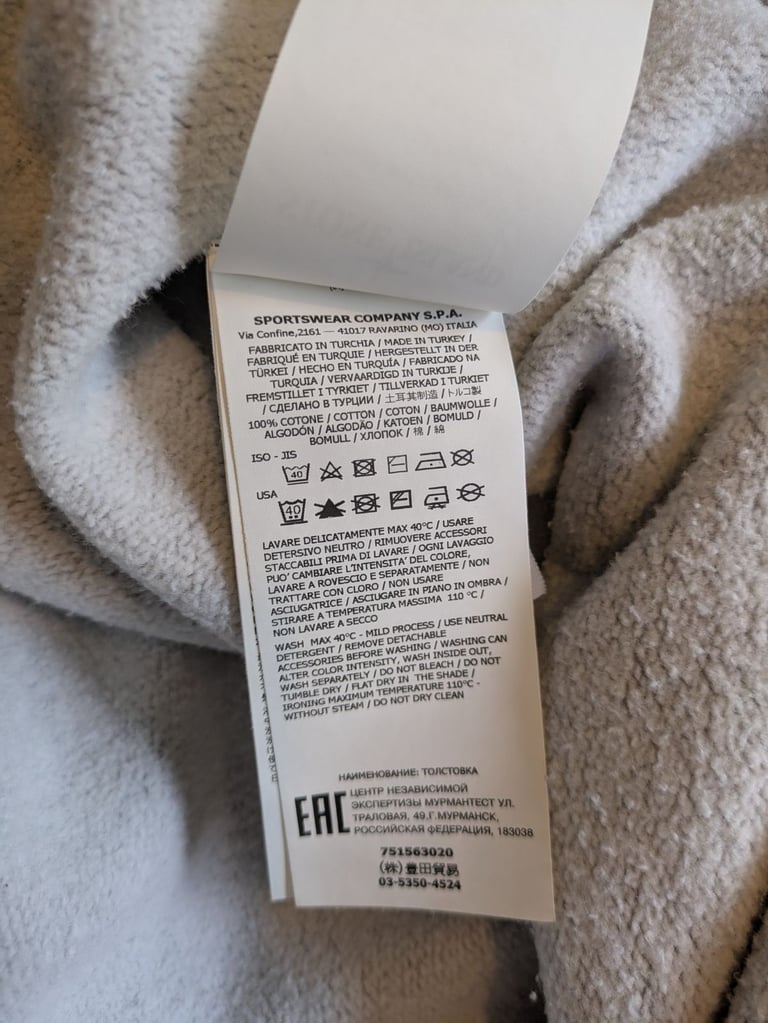 SPORTSWEAR COMPANY S.P.A.
Via Confine,2161 — 41017 RAVARINO (MO) ITALIA
FABBRICATO IN TURCHIA / MADE IN TURKEY /
FABRIQUÉ EN TURQUIE / HERGESTELLT IN DER
TÜRKEI / HECHO EN TURQUÍA / FABRICADO NA
TURQUIA / VERVAARDIGD IN TURKIJE /
FREMSTILLET I TYRKIET / TILLVERKAD I TURKIET
/ СДЕЛАНО В ТУРЦИИ / 土耳其制造 / トルコ製
100% COTONE / COTTON / COTON / BAUMWOLLE /
ALGODÓN / ALGODÃO / KATOEN / BOMULD /
BOMULL / ХЛОПОК / 棉 / 綿
ISO - JIS
40
USA
40
LAVARE DELICATAMENTE MAX 40°C / USARE
DETERSIVO NEUTRO / RIMUOVERE ACCESSORI
STACCABILI PRIMA DI LAVARE / OGNI LAVAGGIO
PUO' CAMBIARE L'INTENSITA' DEL COLORE,
LAVARE A ROVESCIO E SEPARATAMENTE / NON
TRATTARE CON CLORO / NON USARE
ASCIUGATRICE / ASCIUGARE IN PIANO IN OMBRA /
STIRARE A TEMPERATURA MASSIMA 110 °C /
NON LAVARE A SECCO
WASH MAX 40°C - MILD PROCESS / USE NEUTRAL
DETERGENT / REMOVE DETACHABLE
ACCESSORIES BEFORE WASHING / WASHING CAN
ALTER COLOR INTENSITY, WASH INSIDE OUT,
WASH SEPARATELY / DO NOT BLEACH / DO NOT
TUMBLE DRY / FLAT DRY IN THE SHADE /
IRONING MAXIMUM TEMPERATURE 110°C -
WITHOUT STEAM / DO NOT DRY CLEAN
НАИМЕНОВАНИЕ: ТОЛСТОВКА
EAC
ЦЕНТР НЕЗАВИСИМОЙ
ЭКСПЕРТИЗЫ МУРМАНТЕСТ УЛ.
ТРАЛОВАЯ, 49.Г.МУРМАНСК,
РОССИЙСКАЯ ФЕДЕРАЦИЯ, 183038
751563020
(株)豊田貿易
03-5350-4524